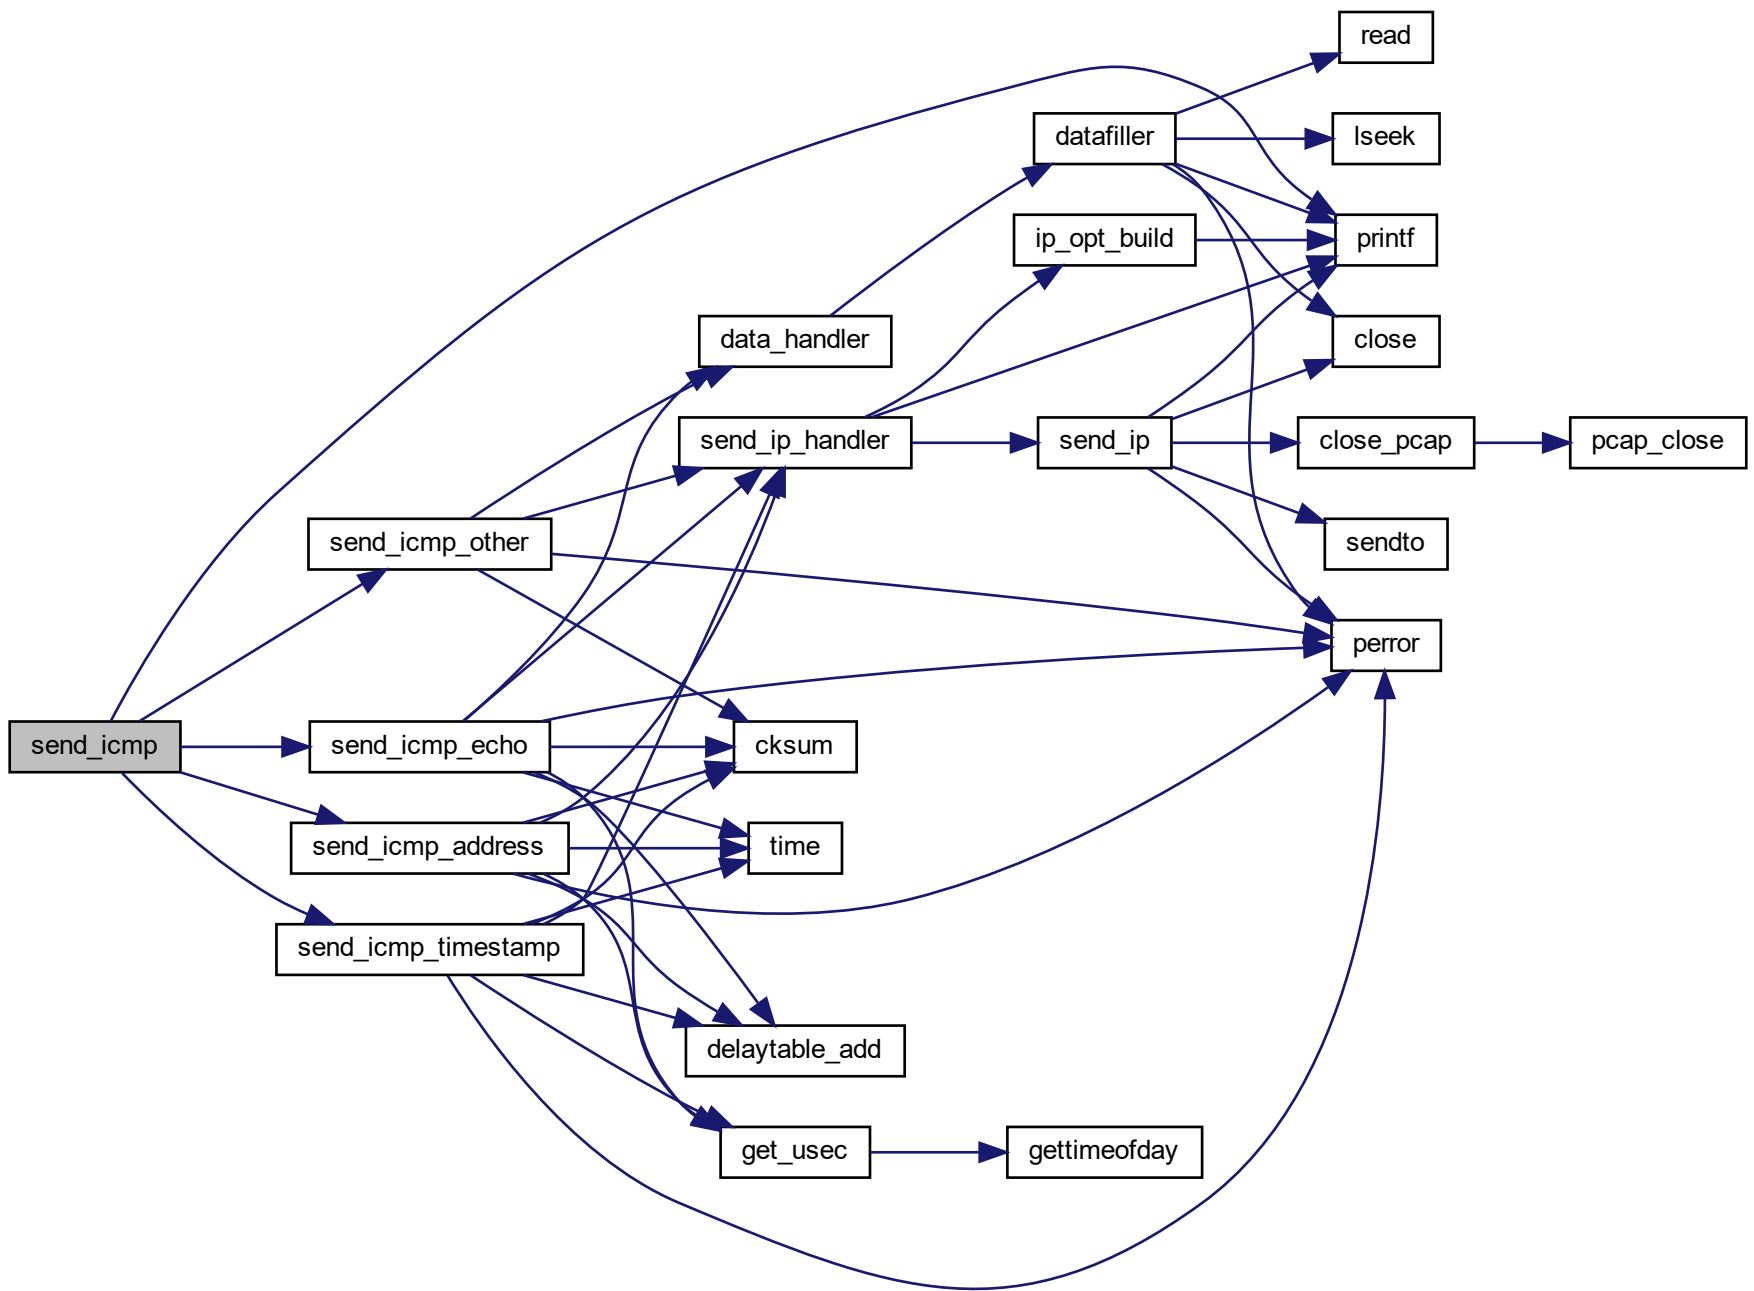 read
datafiller
lseek
ip_opt_build
printf
data_handler
close
send_ip_handler
send_ip
close_pcap
pcap_close
send_icmp_other
sendto
perror
send_icmp
send_icmp_echo
cksum
send_icmp_address
time
send_icmp_timestamp
delaytable_add
get_usec
gettimeofday